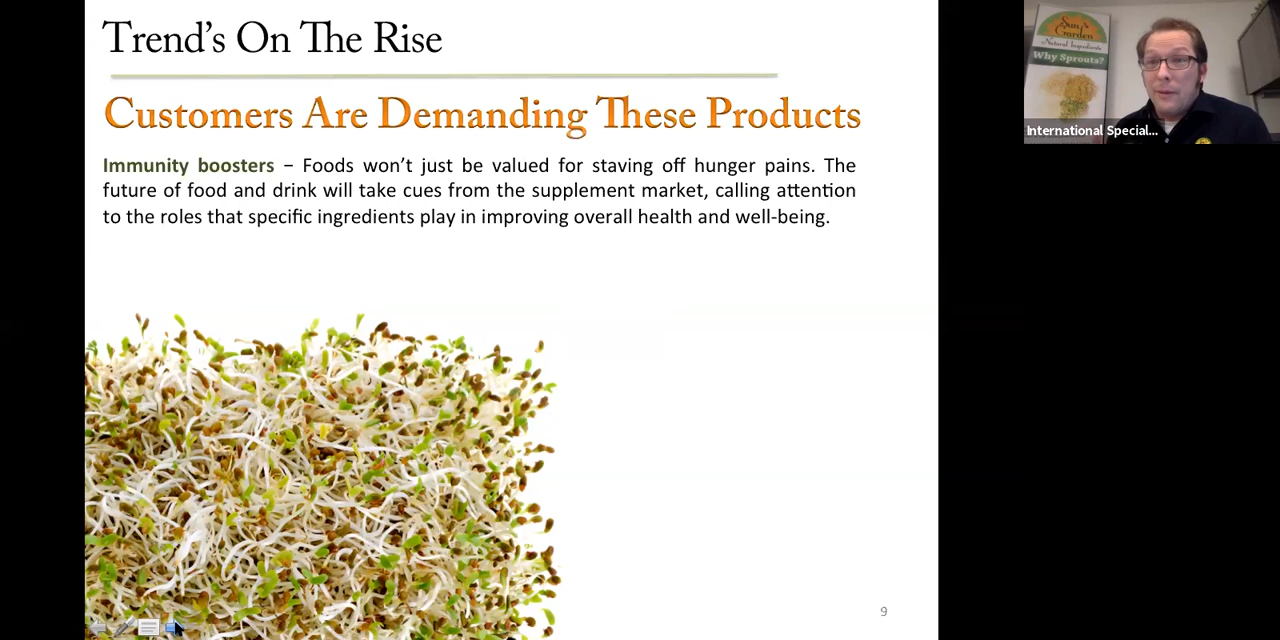 Trend's On The Rise
Customers Are Demanding These Products
Immunity boosters – Foods won't just be valued for staving off hunger pains. The
future of food and drink will take cues from the supplement market, calling attention
to the roles that specific ingredients play in improving overall health and well-being.
9
Sun
Garden
Natural Ingredients
Why Sprouts?
International Special...